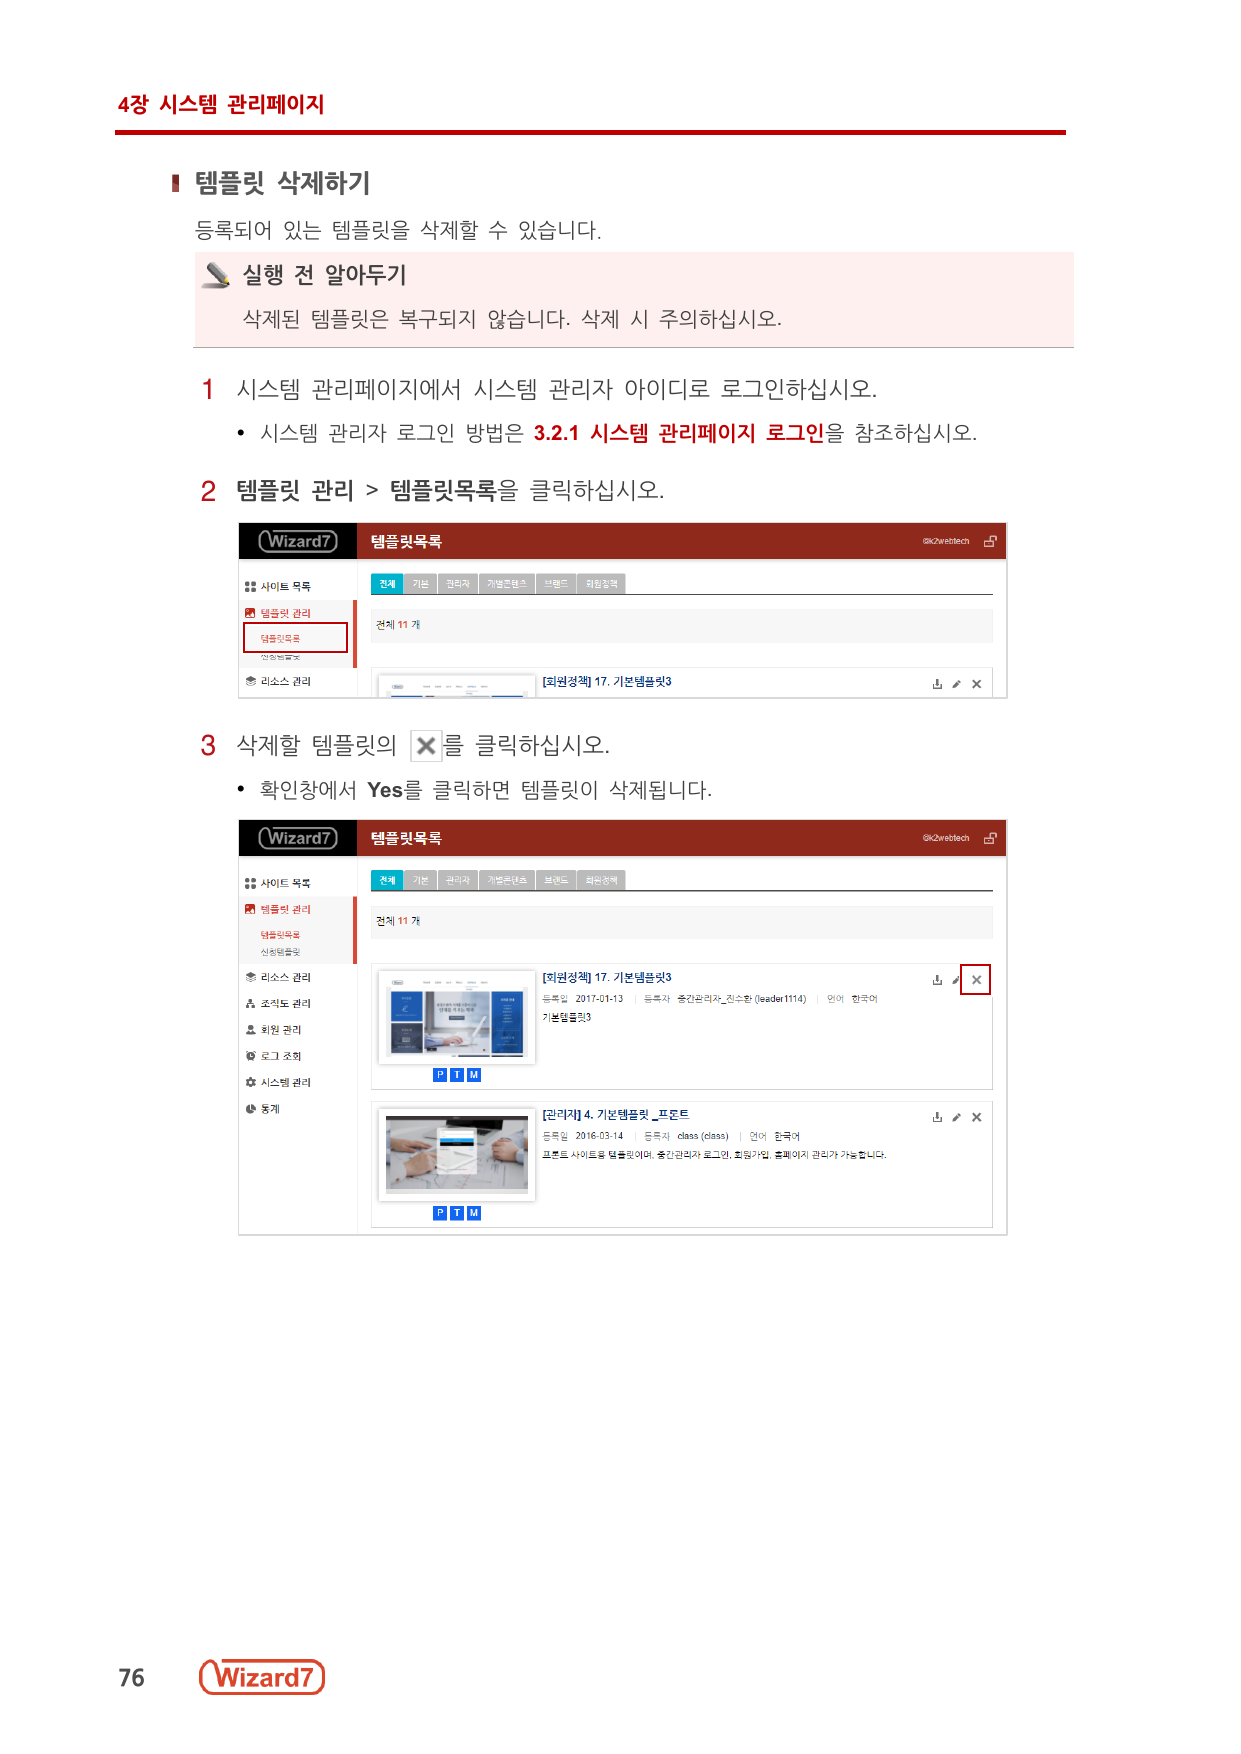 4장 시스템 관리페이지
템플릿 삭제하기
등록되어 있는 템플릿을 삭제할 수 있습니다.
실행 전 알아두기
삭제된 템플릿은 복구되지 않습니다. 삭제 시 주의하십시오.
1 시스템 관리페이지에서 시스템 관리자 아이디로 로그인하십시오.
• 시스템 관리자 로그인 방법은 3.2.1 시스템 관리페이지 로그인을 참조하십시오.
2 템플릿 관리 > 템플릿목록을 클릭하십시오.
Wizard7 템플릿목록 @k2webtech
전체 기본 관리자 개별콘텐츠 브랜드 회원정책
사이트 목록
템플릿 관리
전체 11 개
템플릿목록
신청템플릿
리소스 관리
[회원정책] 17. 기본템플릿3
3 삭제할 템플릿의 를 클릭하십시오.
• 확인창에서 Yes를 클릭하면 템플릿이 삭제됩니다.
Wizard7 템플릿목록 @k2webtech
전체 기본 관리자 개별콘텐츠 브랜드 회원정책
사이트 목록
템플릿 관리
전체 11 개
템플릿목록
신청템플릿
리소스 관리
조직도 관리
회원 관리
로그 조회
시스템 관리
통계
[회원정책] 17. 기본템플릿3
등록일 2017-01-13 | 등록자 중간관리자_진수환 (leader1114) | 언어 한국어
기본템플릿3
P T M
[관리자] 4. 기본템플릿 _프론트
등록일 2016-03-14 | 등록자 class (class) | 언어 한국어
프론트 사이트용 템플릿이며, 중간관리자 로그인, 회원가입, 홈페이지 관리가 가능합니다.
P T M
76 Wizard7